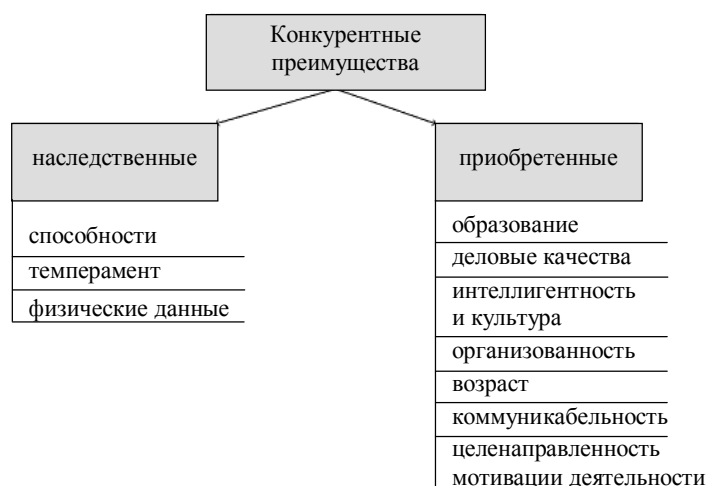 Конкурентные
преимущества
наследственные
способности
темперамент
физические данные
приобретенные
образование
деловые качества
интеллигентность
и культура
организованность
возраст
коммуникабельность
целенаправленность
мотивации деятельности